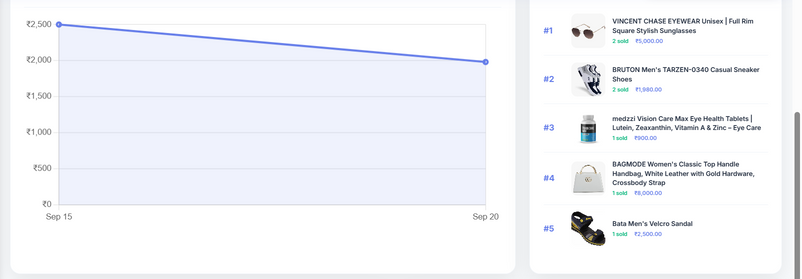 ₹2,500
₹2,000
₹1,500
₹1,000
₹500
₹0
Sep 15
Sep 20
#1
VINCENT CHASE EYEWEAR Unisex | Full Rim
Square Stylish Sunglasses
2 sold ₹5,000.00
#2
BRUTON Men's TARZEN-0340 Casual Sneaker
Shoes
2 sold ₹1,980.00
#3
medzzi Vision Care Max Eye Health Tablets |
Lutein, Zeaxanthin, Vitamin A & Zinc – Eye Care
1 sold ₹900.00
#4
BAGMODE Women's Classic Top Handle
Handbag, White Leather with Gold Hardware,
Crossbody Strap
1 sold ₹8,000.00
#5
Bata Men's Velcro Sandal
1 sold ₹2,500.00